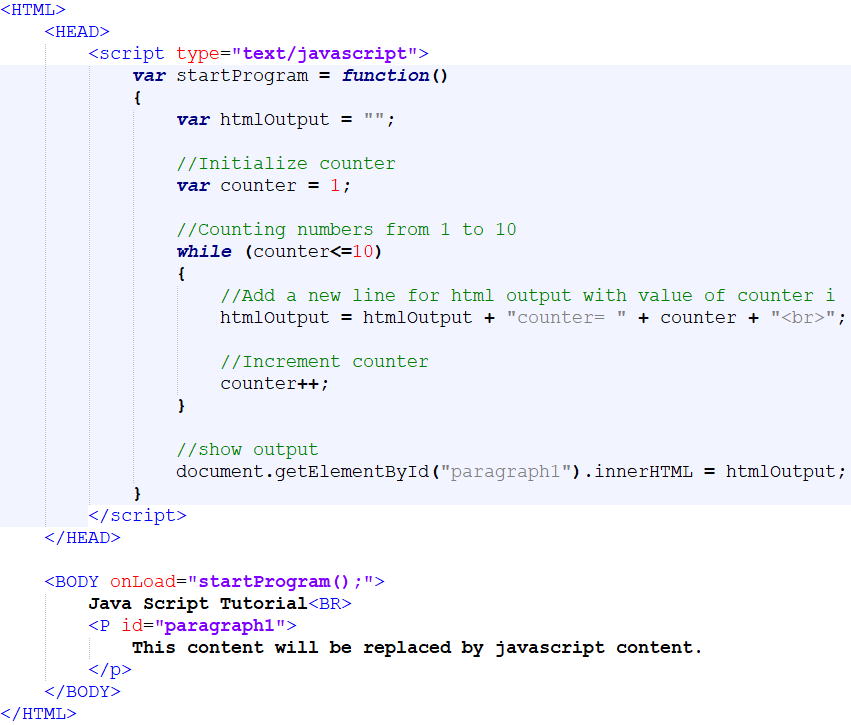 <HTML>
    <HEAD>
        <script type="text/javascript">
            var startProgram = function()
            {
                var htmlOutput = "";

                //Initialize counter
                var counter = 1;

                //Counting numbers from 1 to 10
                while (counter<=10)
                {
                    //Add a new line for html output with value of counter i
                    htmlOutput = htmlOutput + "counter= " + counter + "<br>";

                    //Increment counter
                    counter++;
                }

                //show output
                document.getElementById("paragraph1").innerHTML = htmlOutput;
            }
        </script>
    </HEAD>

    <BODY onLoad="startProgram();">
        Java Script Tutorial<BR>
        <P id="paragraph1">
            This content will be replaced by javascript content.
        </p>
    </BODY>
</HTML>